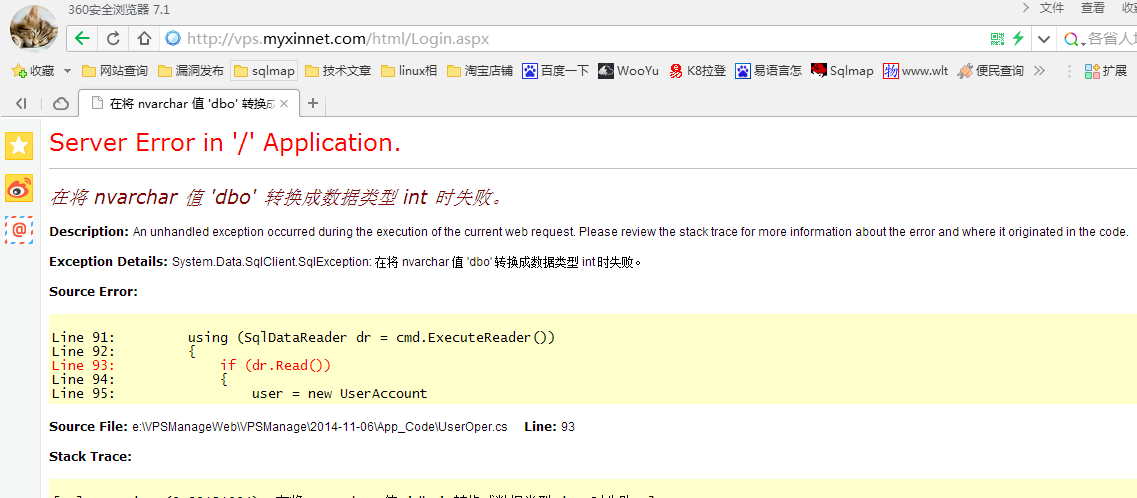 360安全浏览器 7.1
文件 查看 收藏
http://vps.myxinnet.com/html/Login.aspx
各省人
收藏 网站查询 漏洞发布 sqlmap 技术文章 linux相 淘宝店铺 百度一下 WooYu K8拉登 易语言怎 Sqlmap www.wlt 便民查询 扩展
在将 nvarchar 值 'dbo' 转换成
Server Error in '/' Application.
在将 nvarchar 值 'dbo' 转换成数据类型 int 时失败。
Description: An unhandled exception occurred during the execution of the current web request. Please review the stack trace for more information about the error and where it originated in the code.
Exception Details: System.Data.SqlClient.SqlException: 在将 nvarchar 值 'dbo' 转换成数据类型 int 时失败。
Source Error:
Line 91: using (SqlDataReader dr = cmd.ExecuteReader())
Line 92: {
Line 93: if (dr.Read())
Line 94: {
Line 95: user = new UserAccount
Source File: e:\VPSManageWeb\VPSManage\2014-11-06\App_Code\UserOper.cs Line: 93
Stack Trace: